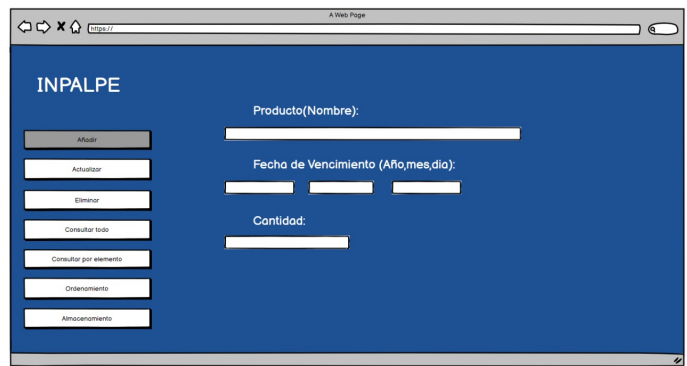 A Web Page
https://
INPALPE
Producto(Nombre):
Añadir
Fecha de Vencimiento (Año,mes,dia):
Actualizar
Eliminar
Cantidad:
Consultar todo
Consultar por elemento
Ordenamiento
Almacenamiento